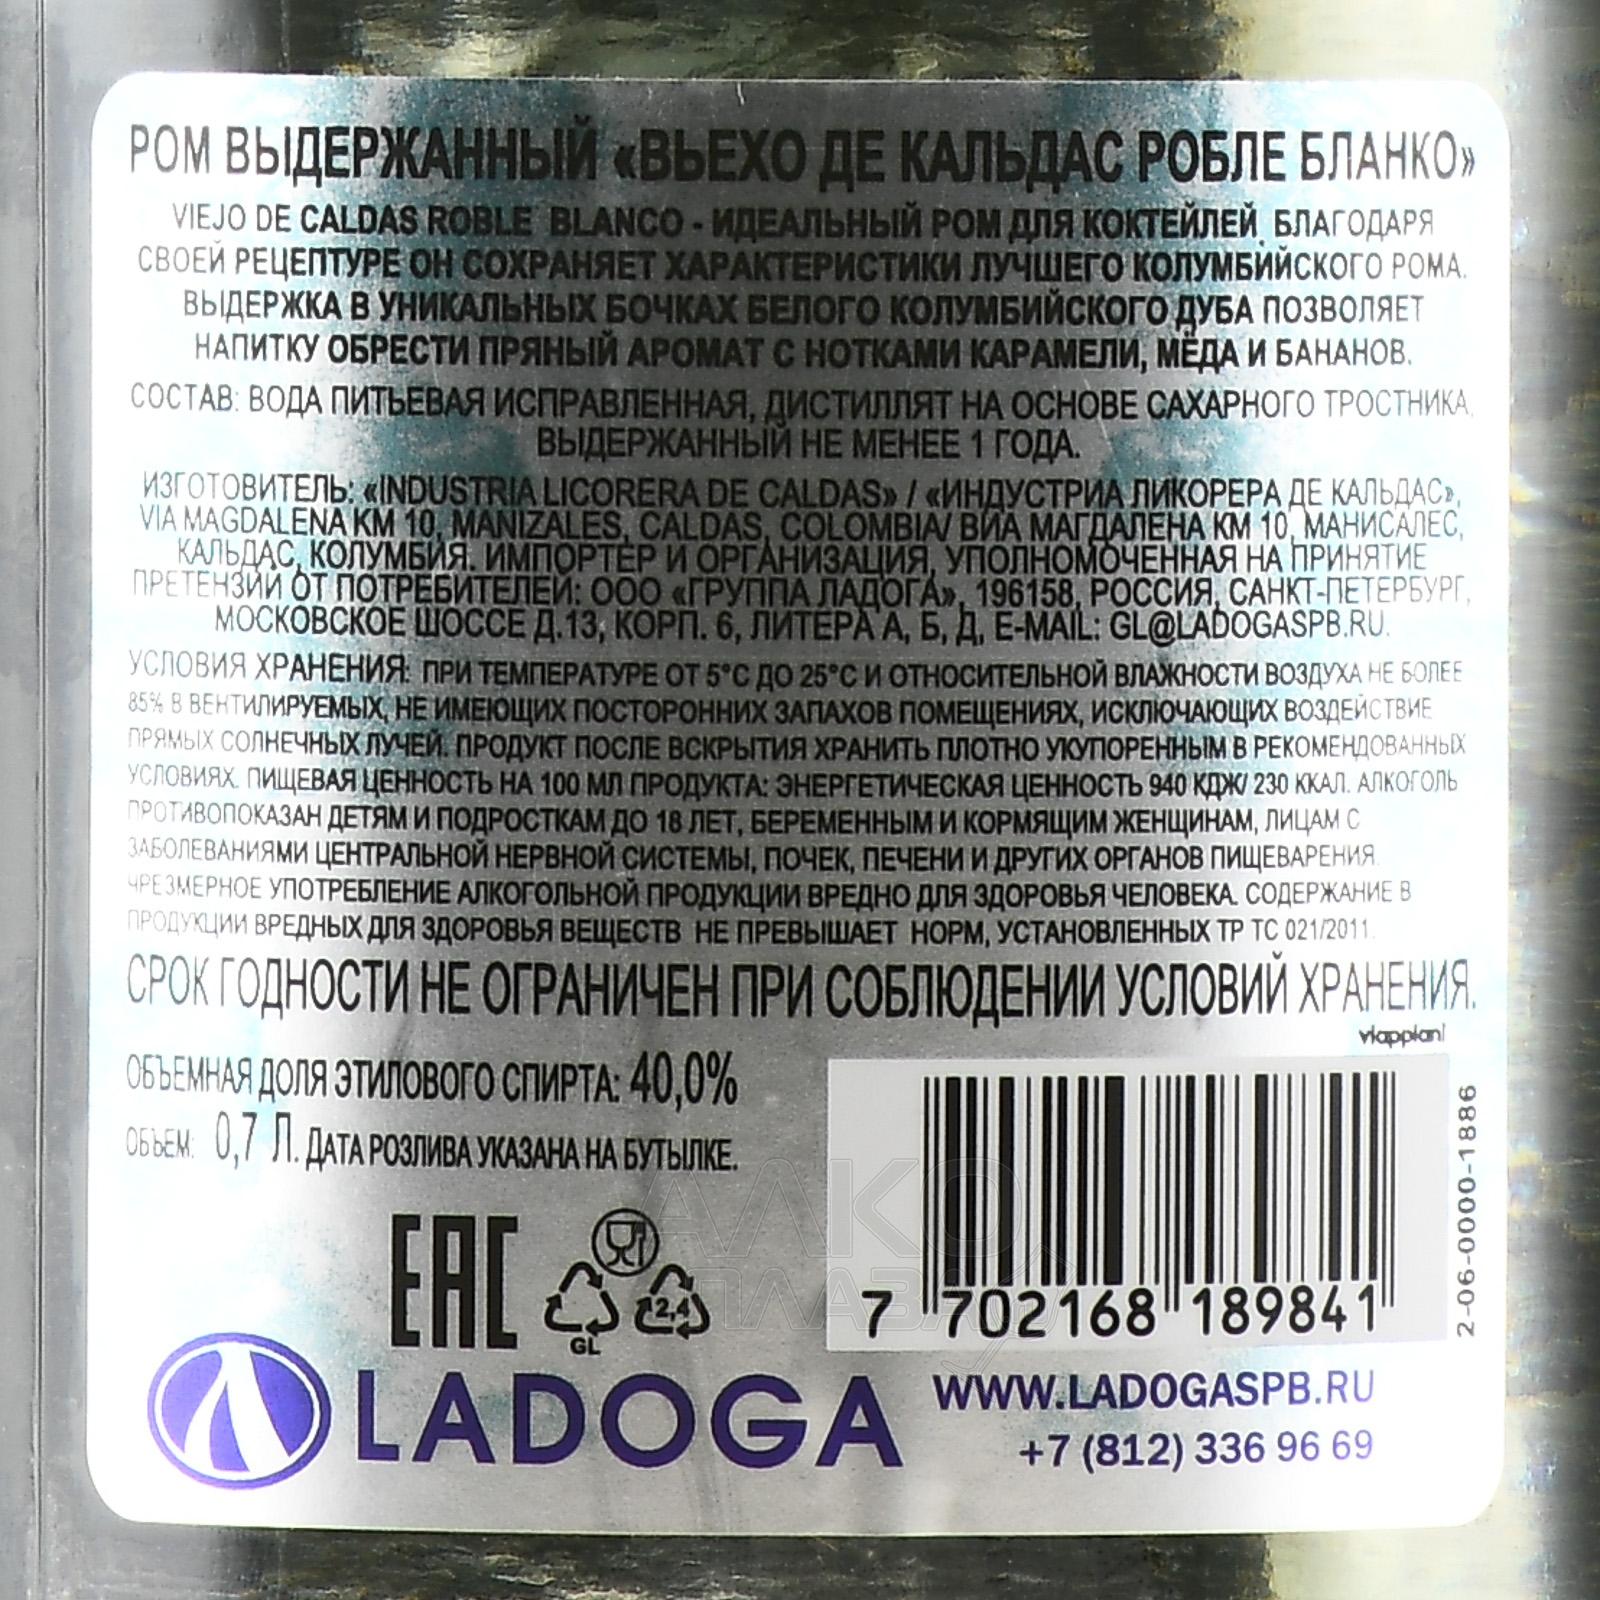 РОМ ВЫДЕРЖАННЫЙ «ВЬЕХО ДЕ КАЛЬДАС РОБЛЕ БЛАНКО»
VIEJO DE CALDAS ROBLE BLANCO - ИДЕАЛЬНЫЙ РОМ ДЛЯ КОКТЕЙЛЕЙ. БЛАГОДАРЯ
СВОЕЙ РЕЦЕПТУРЕ ОН СОХРАНЯЕТ ХАРАКТЕРИСТИКИ ЛУЧШЕГО КОЛУМБИЙСКОГО РОМА.
ВЫДЕРЖКА В УНИКАЛЬНЫХ БОЧКАХ БЕЛОГО КОЛУМБИЙСКОГО ДУБА ПОЗВОЛЯЕТ
НАПИТКУ ОБРЕСТИ ПРЯНЫЙ АРОМАТ С НОТКАМИ КАРАМЕЛИ, МЁДА И БАНАНОВ.
СОСТАВ: ВОДА ПИТЬЕВАЯ ИСПРАВЛЕННАЯ, ДИСТИЛЛЯТ НА ОСНОВЕ САХАРНОГО ТРОСТНИКА,
ВЫДЕРЖАННЫЙ НЕ МЕНЕЕ 1 ГОДА.
ИЗГОТОВИТЕЛЬ: «INDUSTRIA LICORERA DE CALDAS» / «ИНДУСТРИА ЛИКОРЕРА ДЕ КАЛЬДАС»,
VIA MAGDALENA KM 10, MANIZALES, CALDAS, COLOMBIA/ ВИА МАГДАЛЕНА КМ 10, МАНИСАЛЕС,
КАЛЬДАС, КОЛУМБИЯ. ИМПОРТЕР И ОРГАНИЗАЦИЯ, УПОЛНОМОЧЕННАЯ НА ПРИНЯТИЕ
ПРЕТЕНЗИЙ ОТ ПОТРЕБИТЕЛЕЙ: ООО «ГРУППА ЛАДОГА», 196158, РОССИЯ, САНКТ-ПЕТЕРБУРГ,
МОСКОВСКОЕ ШОССЕ Д.13, КОРП. 6, ЛИТЕРА А, Б, Д, E-MAIL: GL@LADOGASPB.RU.
УСЛОВИЯ ХРАНЕНИЯ: ПРИ ТЕМПЕРАТУРЕ ОТ 5°С ДО 25°С И ОТНОСИТЕЛЬНОЙ ВЛАЖНОСТИ ВОЗДУХА НЕ БОЛЕЕ
85% В ВЕНТИЛИРУЕМЫХ, НЕ ИМЕЮЩИХ ПОСТОРОННИХ ЗАПАХОВ ПОМЕЩЕНИЯХ, ИСКЛЮЧАЮЩИХ ВОЗДЕЙСТВИЕ
ПРЯМЫХ СОЛНЕЧНЫХ ЛУЧЕЙ. ПРОДУКТ ПОСЛЕ ВСКРЫТИЯ ХРАНИТЬ ПЛОТНО УКУПОРЕННЫМ В РЕКОМЕНДОВАННЫХ
УСЛОВИЯХ. ПИЩЕВАЯ ЦЕННОСТЬ НА 100 МЛ ПРОДУКТА: ЭНЕРГЕТИЧЕСКАЯ ЦЕННОСТЬ 940 КДЖ/ 230 ККАЛ. АЛКОГОЛЬ
ПРОТИВОПОКАЗАН ДЕТЯМ И ПОДРОСТКАМ ДО 18 ЛЕТ, БЕРЕМЕННЫМ И КОРМЯЩИМ ЖЕНЩИНАМ, ЛИЦАМ С
ЗАБОЛЕВАНИЯМИ ЦЕНТРАЛЬНОЙ НЕРВНОЙ СИСТЕМЫ, ПОЧЕК, ПЕЧЕНИ И ДРУГИХ ОРГАНОВ ПИЩЕВАРЕНИЯ.
ЧРЕЗМЕРНОЕ УПОТРЕБЛЕНИЕ АЛКОГОЛЬНОЙ ПРОДУКЦИИ ВРЕДНО ДЛЯ ЗДОРОВЬЯ ЧЕЛОВЕКА. СОДЕРЖАНИЕ В
ПРОДУКЦИИ ВРЕДНЫХ ДЛЯ ЗДОРОВЬЯ ВЕЩЕСТВ НЕ ПРЕВЫШАЕТ НОРМ, УСТАНОВЛЕННЫХ ТР ТС 021/2011.
СРОК ГОДНОСТИ НЕ ОГРАНИЧЕН ПРИ СОБЛЮДЕНИИ УСЛОВИЙ ХРАНЕНИЯ.
viappiani
ОБЪЕМНАЯ ДОЛЯ ЭТИЛОВОГО СПИРТА: 40,0%
ОБЪЕМ: 0,7 Л. ДАТА РОЗЛИВА УКАЗАНА НА БУТЫЛКЕ.
2-06-0000-1886
АЛКО
ПЛАЗА
EAC
GL
2,4
7 702168 189841
LADOGA
WWW.LADOGASPB.RU
+7 (812) 336 96 69